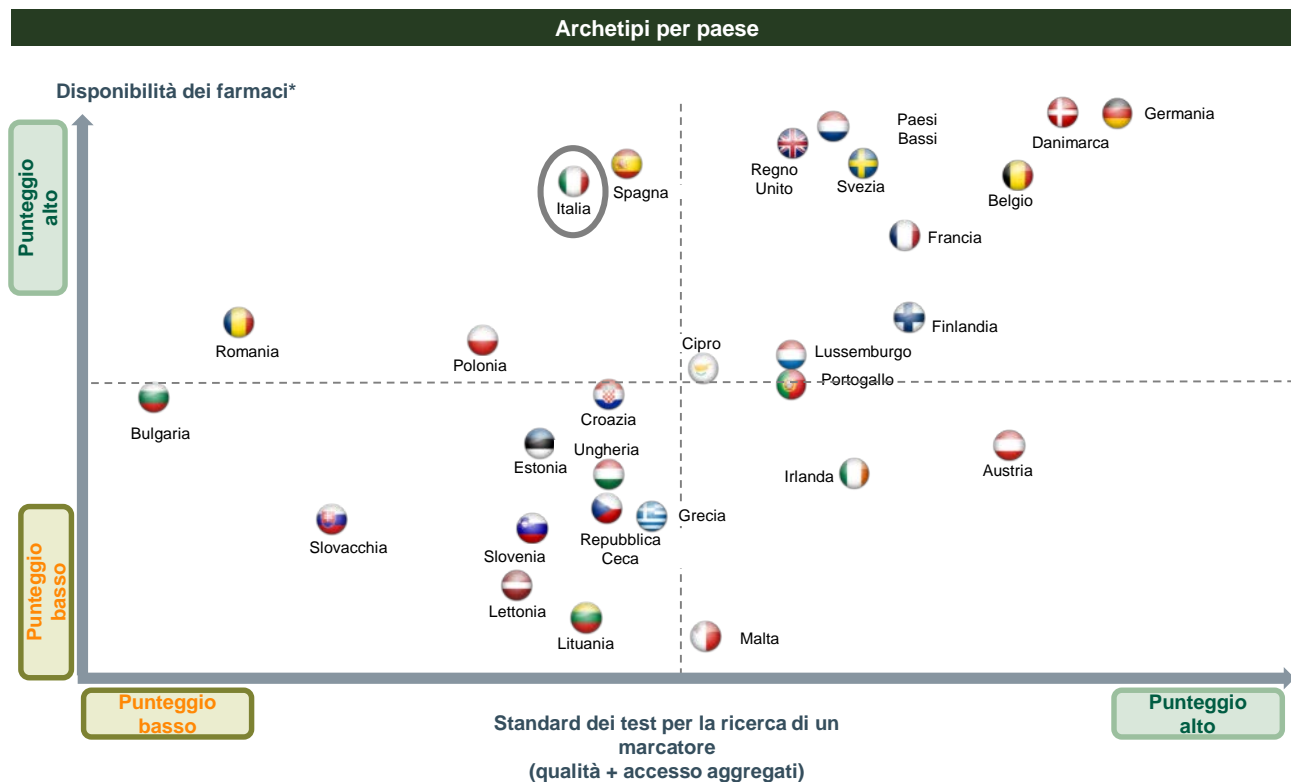 Archetipi per paese
Disponibilità dei farmaci*
Punteggio
alto
Punteggio
basso
Germania
Danimarca
Paesi
Bassi
Regno
Unito
Svezia
Belgio
Spagna
Italia
Francia
Finlandia
Romania
Polonia
Cipro
Lussemburgo
Portogallo
Bulgaria
Croazia
Estonia
Ungheria
Irlanda
Austria
Slovacchia
Slovenia
Repubblica
Ceca
Grecia
Lettonia
Lituania
Malta
Punteggio
basso
Standard dei test per la ricerca di un
marcatore
(qualità + accesso aggregati)
Punteggio
alto